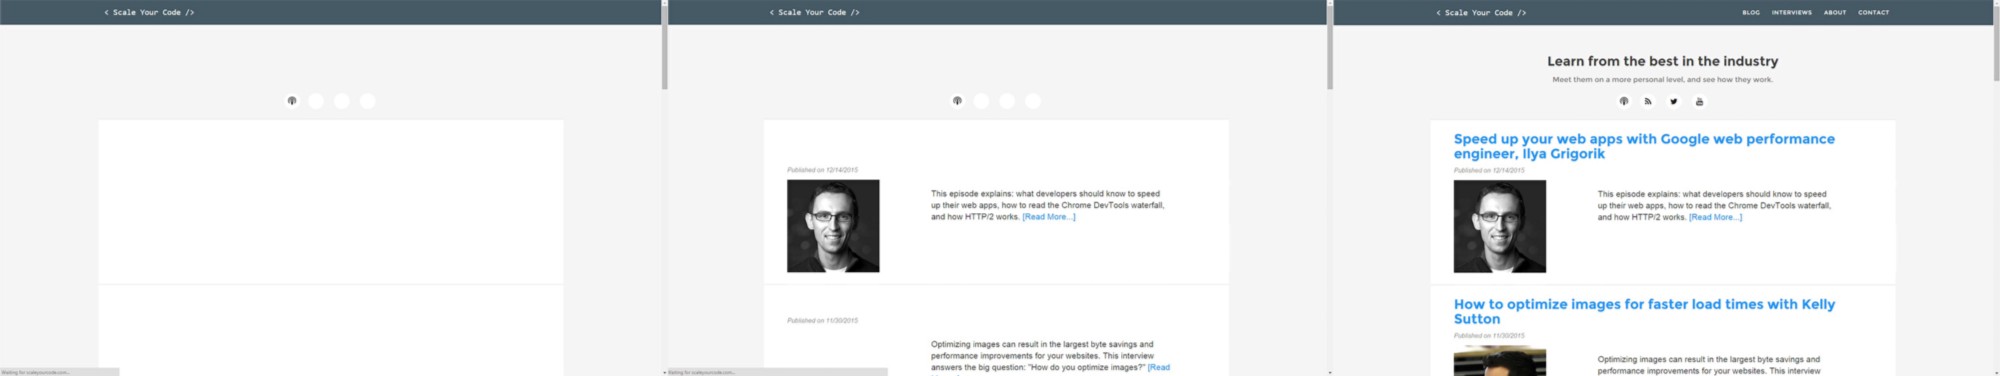 < Scale Your Code />
Waiting for scaleyourcode.com...
< Scale Your Code />
Published on 12/14/2015
This episode explains: what developers should know to speed
up their web apps, how to read the Chrome DevTools waterfall,
and how HTTP/2 works. [Read More...]
Published on 11/30/2015
Optimizing images can result in the largest byte savings and
performance improvements for your websites. This interview
answers the big question: "How do you optimize images?" [Read
Waiting for scaleyourcode.com...
< Scale Your Code />
BLOG INTERVIEWS ABOUT CONTACT
Learn from the best in the industry
Meet them on a more personal level, and see how they work.
Speed up your web apps with Google web performance
engineer, Ilya Grigorik
Published on 12/14/2015
This episode explains: what developers should know to speed
up their web apps, how to read the Chrome DevTools waterfall,
and how HTTP/2 works. [Read More...]
How to optimize images for faster load times with Kelly
Sutton
Published on 11/30/2015
Optimizing images can result in the largest byte savings and
performance improvements for your websites. This interview